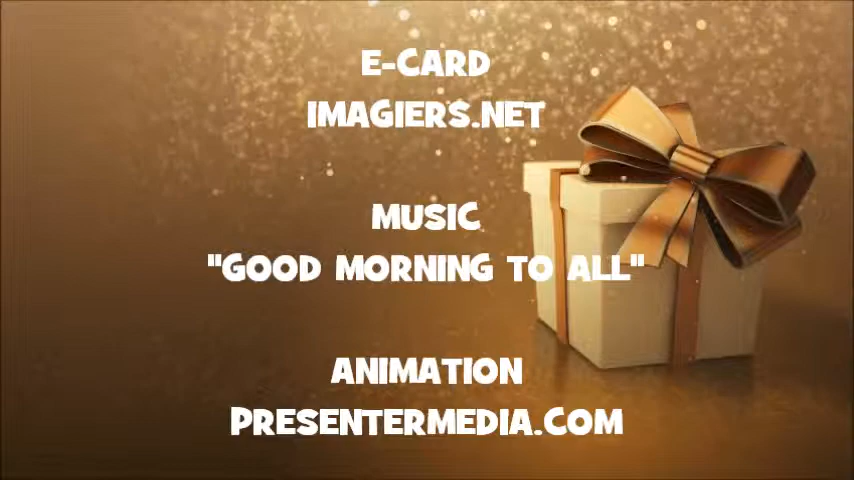 E-CARD
IMAGIERS.NET
MUSIC
"GOOD MORNING TO ALL"
ANIMATION
PRESENTERMEDIA.COM